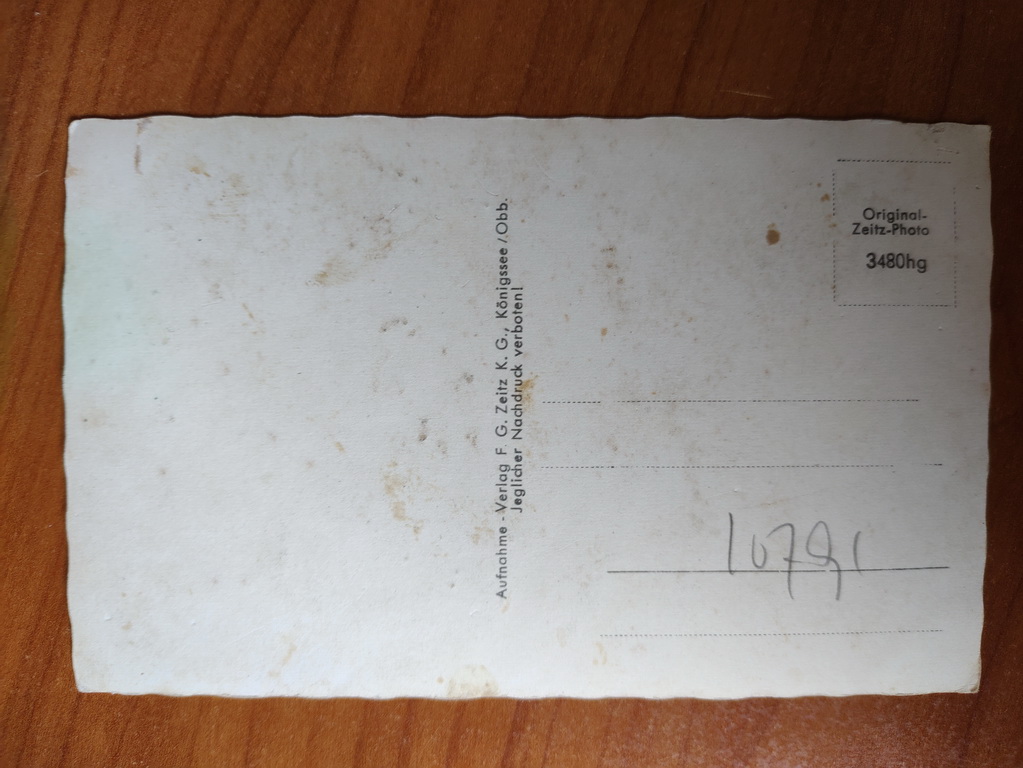 Aufnahme - Verlag F. G. Zeitz K. G., Königssee / Obb.
Jeglicher Nachdruck verboten!
Original-
Zeitz-Photo
3480hg